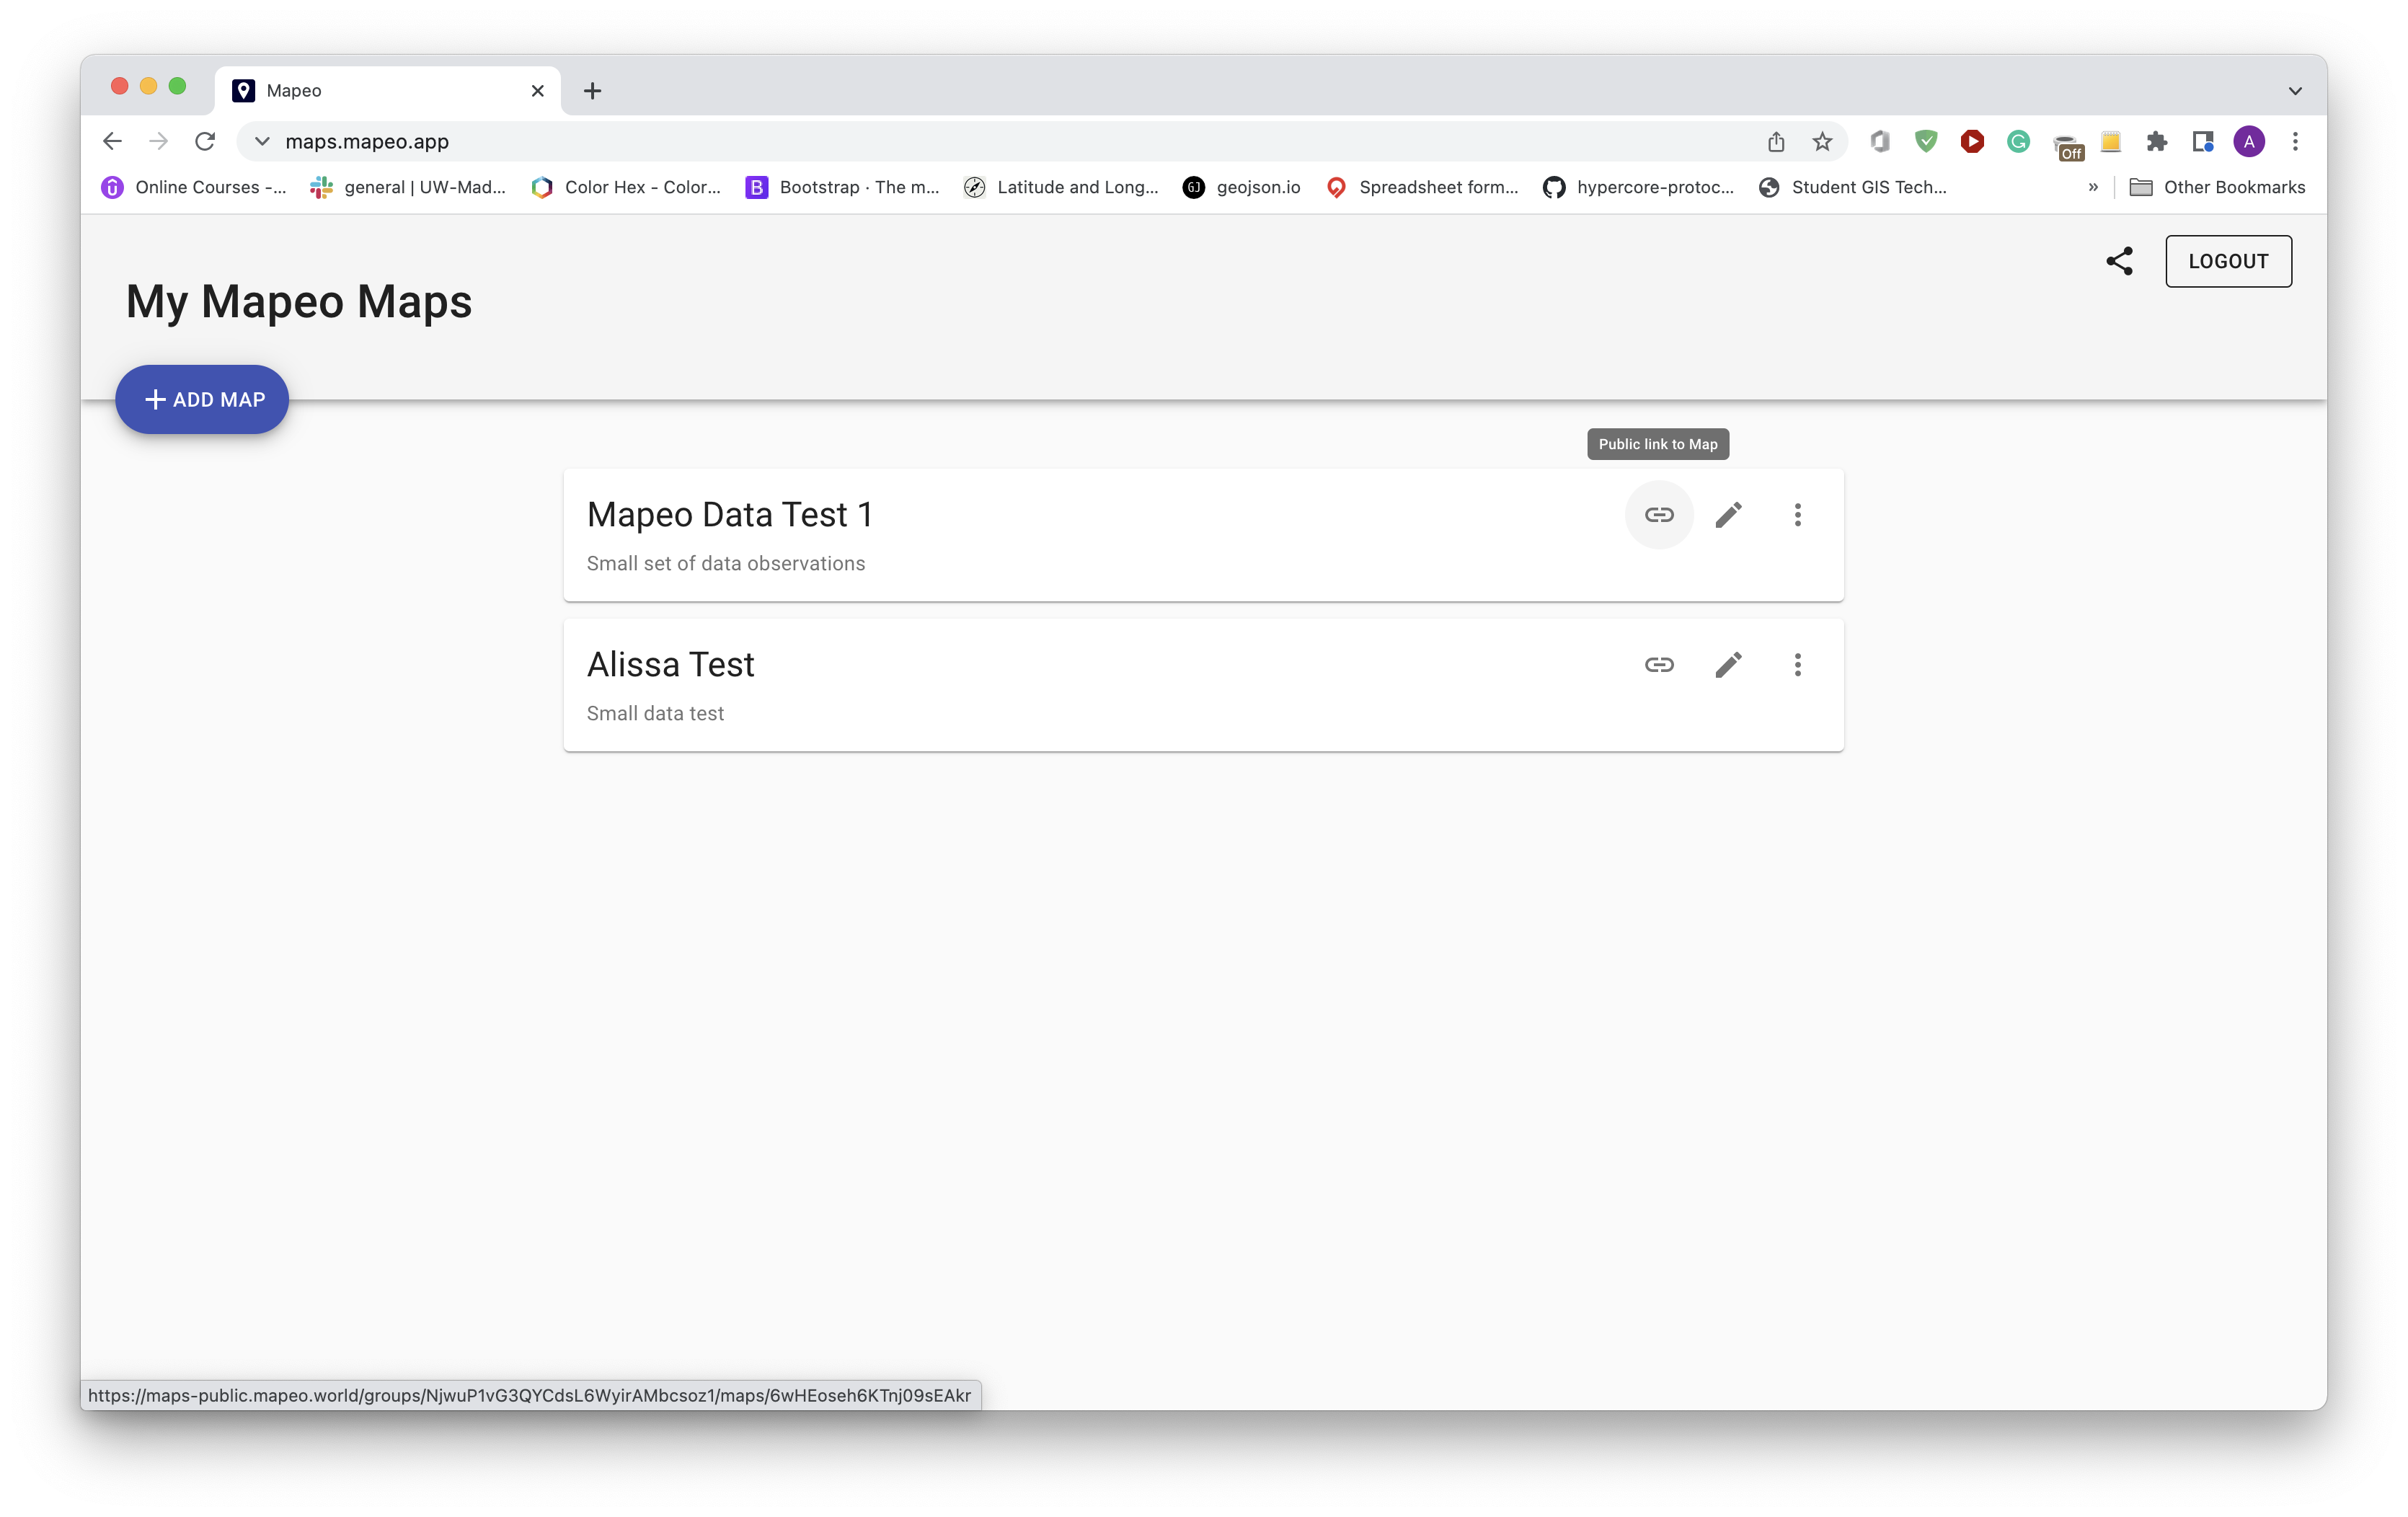 Mapeo
maps.mapeo.app
Off
A
Online Courses -...
general | UW-Mad...
Color Hex - Color...
B
Bootstrap · The m...
Latitude and Long...
GJ
geojson.io
Spreadsheet form...
hypercore-protoc...
Student GIS Tech...
»
Other Bookmarks
LOGOUT
My Mapeo Maps
+ ADD MAP
Public link to Map
Mapeo Data Test 1
Small set of data observations
Alissa Test
Small data test
https://maps-public.mapeo.world/groups/NjwuP1vG3QYCdsL6WyirAMbcsoz1/maps/6wHEoseh6KTnj09sEAkr